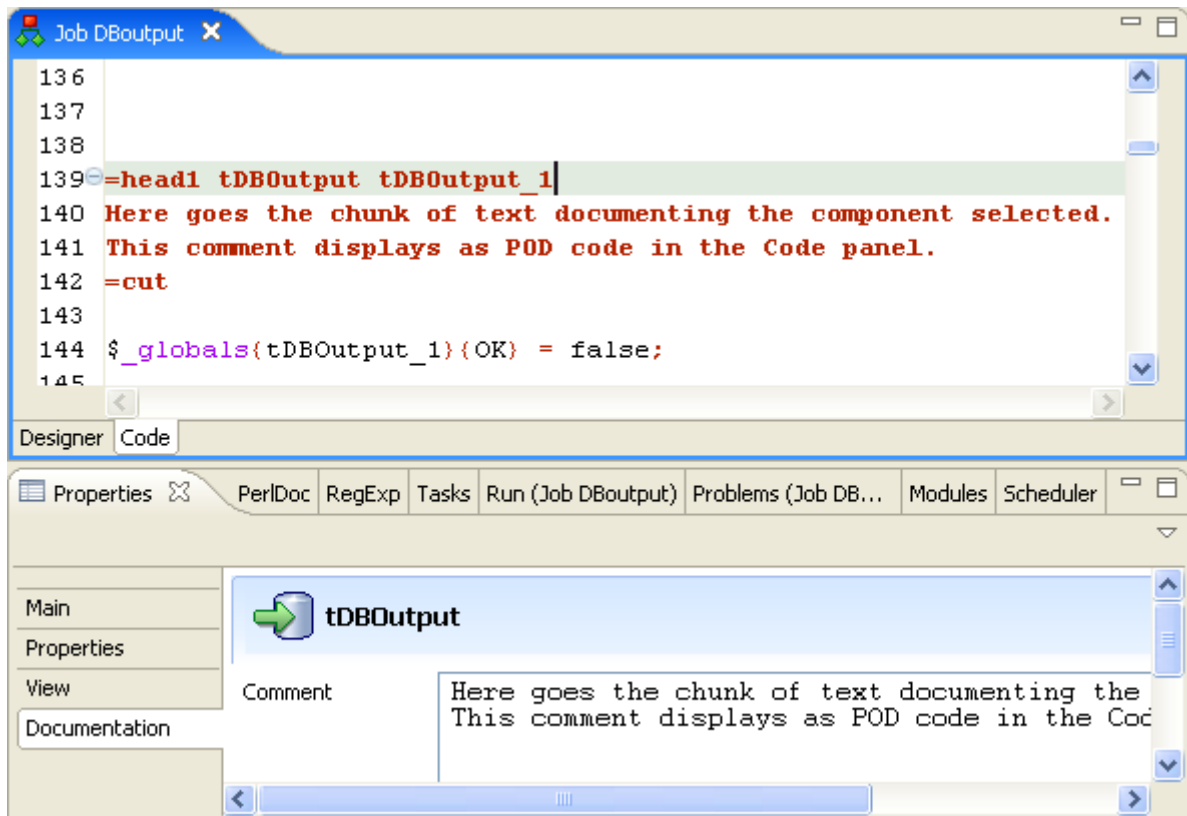 Job DBoutput
136
137
138
139 =head1 tDBOutput tDBOutput_1
140 Here goes the chunk of text documenting the component selected.
141 This comment displays as POD code in the Code panel.
142 =cut
143
144 $_globals{tDBOutput_1}{OK} = false;
145
Designer Code
Properties PerlDoc RegExp Tasks Run (Job DBoutput) Problems (Job DB... Modules Scheduler
Main
Properties
View
Documentation
tDBOutput
Comment
Here goes the chunk of text documenting the
This comment displays as POD code in the Cod